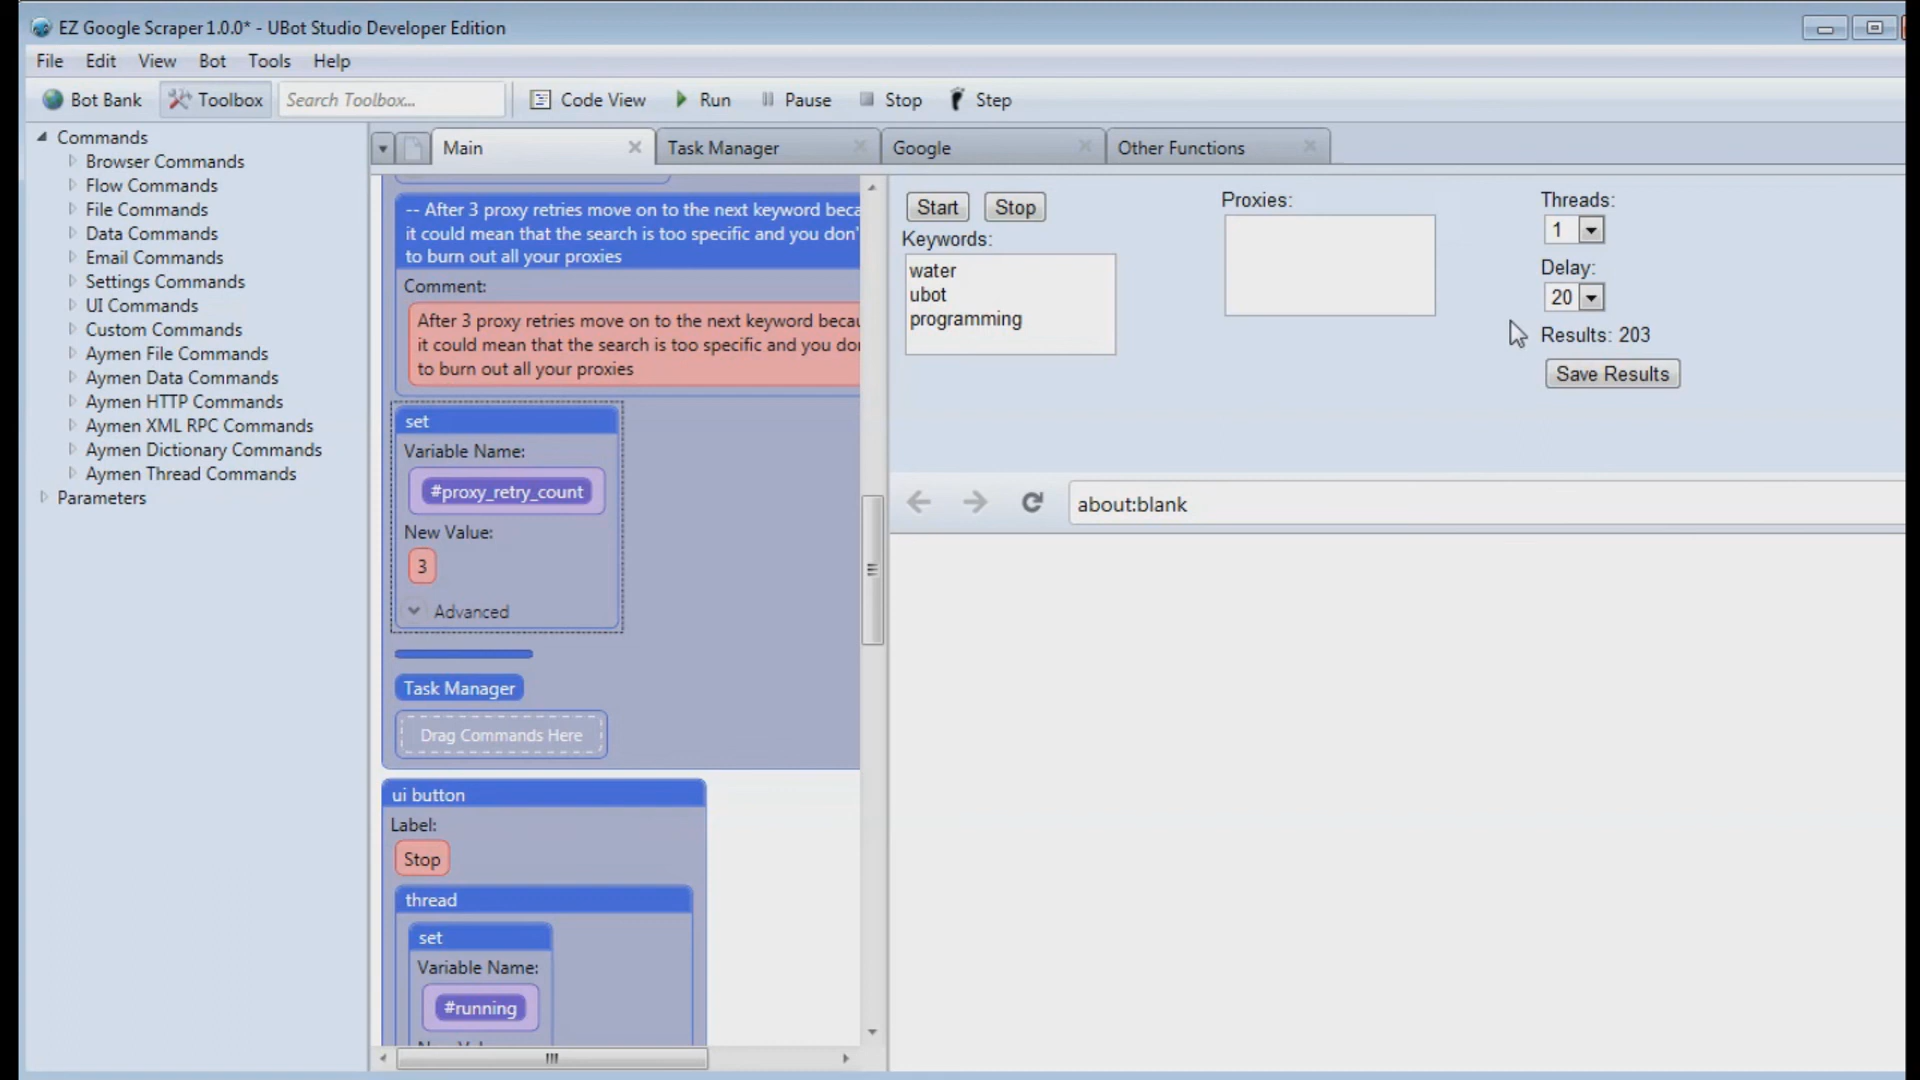 EZ Google Scraper 1.0.0* - UBot Studio Developer Edition
File Edit View Bot Tools Help
Bot Bank Toolbox Search Toolbox... Code View Run Pause Stop Step
Commands
Browser Commands
Flow Commands
File Commands
Data Commands
Email Commands
Settings Commands
UI Commands
Custom Commands
Aymen File Commands
Aymen Data Commands
Aymen HTTP Commands
Aymen XML RPC Commands
Aymen Dictionary Commands
Aymen Thread Commands
Parameters
Main Task Manager Google Other Functions
-- After 3 proxy retries move on to the next keyword beca
it could mean that the search is too specific and you don'
to burn out all your proxies
Comment:
After 3 proxy retries move on to the next keyword becau
it could mean that the search is too specific and you do
to burn out all your proxies
set
Variable Name:
#proxy_retry_count
New Value:
3
Advanced
Task Manager
Drag Commands Here
ui button
Label:
Stop
thread
set
Variable Name:
#running
Start Stop
Keywords:
water
ubot
programming
Proxies:
Threads:
1
Delay:
20
Results: 203
Save Results
about:blank